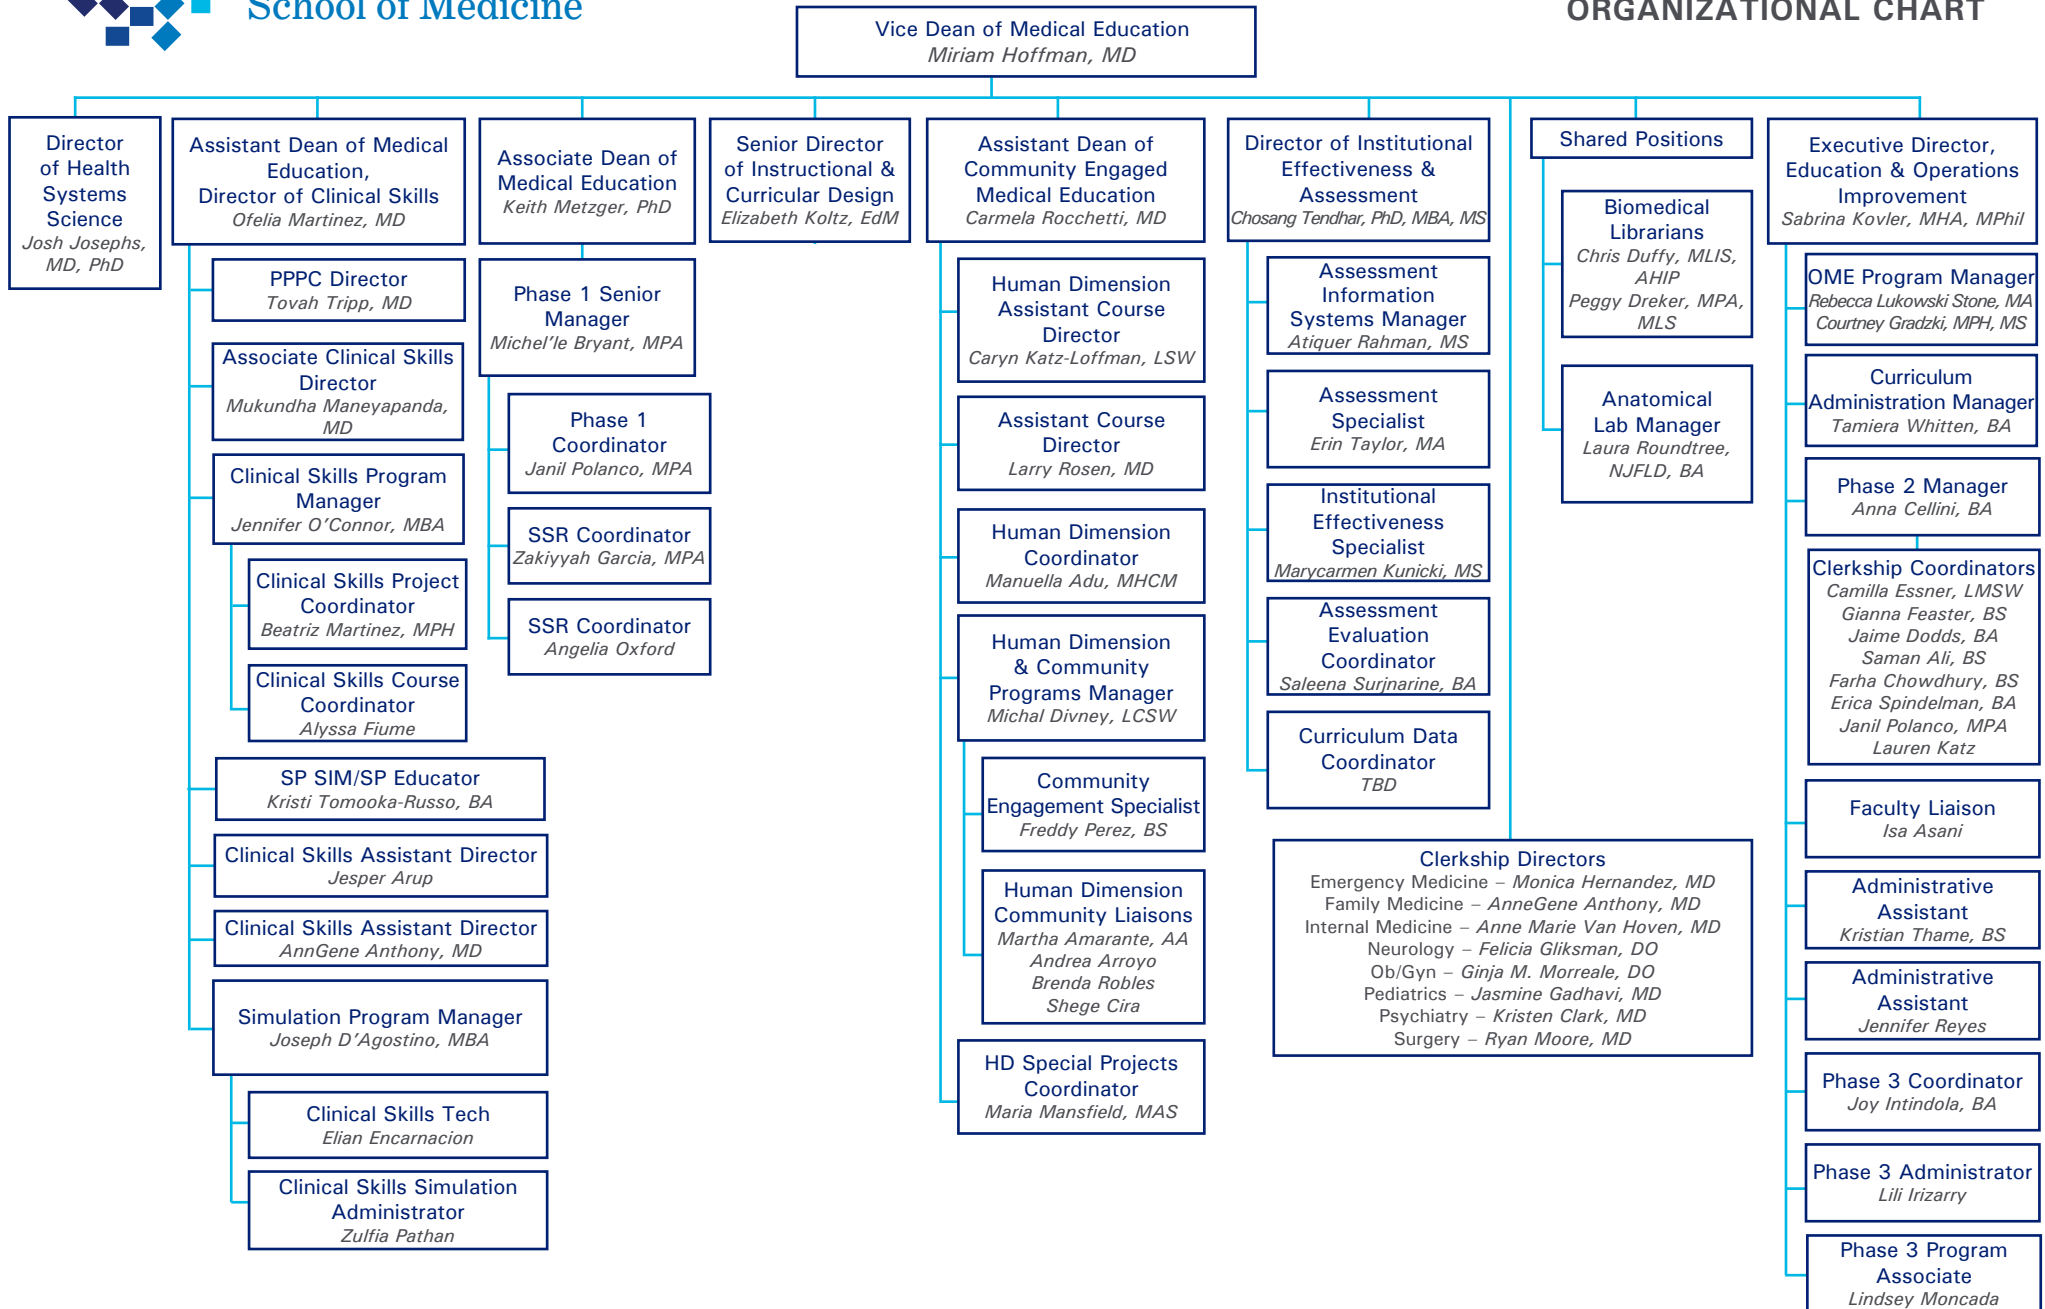 School of Medicine
ORGANIZATIONAL CHART
Vice Dean of Medical Education
Miriam Hoffman, MD
Director
of Health
Systems
Science
Josh Josephs,
MD, PhD
Assistant Dean of Medical
Education,
Director of Clinical Skills
Ofelia Martinez, MD
PPPC Director
Tovah Tripp, MD
Associate Clinical Skills
Director
Mukundha Maneyapanda,
MD
Clinical Skills Program
Manager
Jennifer O’Connor, MBA
Clinical Skills Project
Coordinator
Beatriz Martinez, MPH
Clinical Skills Course
Coordinator
Alyssa Fiume
SP SIM/SP Educator
Kristi Tomooka-Russo, BA
Clinical Skills Assistant Director
Jesper Arup
Clinical Skills Assistant Director
AnnGene Anthony, MD
Simulation Program Manager
Joseph D’Agostino, MBA
Clinical Skills Tech
Elian Encarnacion
Clinical Skills Simulation
Administrator
Zulfia Pathan
Associate Dean of
Medical Education
Keith Metzger, PhD
Phase 1 Senior
Manager
Michel’le Bryant, MPA
Phase 1
Coordinator
Janil Polanco, MPA
SSR Coordinator
Zakiyyah Garcia, MPA
SSR Coordinator
Angelia Oxford
Senior Director
of Instructional &
Curricular Design
Elizabeth Koltz, EdM
Assistant Dean of
Community Engaged
Medical Education
Carmela Rocchetti, MD
Human Dimension
Assistant Course
Director
Caryn Katz-Loffman, LSW
Assistant Course
Director
Larry Rosen, MD
Human Dimension
Coordinator
Manuella Adu, MHCM
Human Dimension
& Community
Programs Manager
Michal Divney, LCSW
Community
Engagement Specialist
Freddy Perez, BS
Human Dimension
Community Liaisons
Martha Amarante, AA
Andrea Arroyo
Brenda Robles
Shege Cira
HD Special Projects
Coordinator
Maria Mansfield, MAS
Director of Institutional
Effectiveness &
Assessment
Chosang Tendhar, PhD, MBA, MS
Assessment
Information
Systems Manager
Atiquer Rahman, MS
Assessment
Specialist
Erin Taylor, MA
Institutional
Effectiveness
Specialist
Marycarmen Kunicki, MS
Assessment
Evaluation
Coordinator
Saleena Surjnarine, BA
Curriculum Data
Coordinator
TBD
Clerkship Directors
Emergency Medicine – Monica Hernandez, MD
Family Medicine – AnneGene Anthony, MD
Internal Medicine – Anne Marie Van Hoven, MD
Neurology – Felicia Gliksman, DO
Ob/Gyn – Ginja M. Morreale, DO
Pediatrics – Jasmine Gadhavi, MD
Psychiatry – Kristen Clark, MD
Surgery – Ryan Moore, MD
Shared Positions
Biomedical
Librarians
Chris Duffy, MLIS,
AHIP
Peggy Dreker, MPA,
MLS
Anatomical
Lab Manager
Laura Roundtree,
NJFLD, BA
Executive Director,
Education & Operations
Improvement
Sabrina Kovler, MHA, MPhil
OME Program Manager
Rebecca Lukowski Stone, MA
Courtney Gradzki, MPH, MS
Curriculum
Administration Manager
Tamiera Whitten, BA
Phase 2 Manager
Anna Cellini, BA
Clerkship Coordinators
Camilla Essner, LMSW
Gianna Feaster, BS
Jaime Dodds, BA
Saman Ali, BS
Farha Chowdhury, BS
Erica Spindelman, BA
Janil Polanco, MPA
Lauren Katz
Faculty Liaison
Isa Asani
Administrative
Assistant
Kristian Thame, BS
Administrative
Assistant
Jennifer Reyes
Phase 3 Coordinator
Joy Intindola, BA
Phase 3 Administrator
Lili Irizarry
Phase 3 Program
Associate
Lindsey Moncada